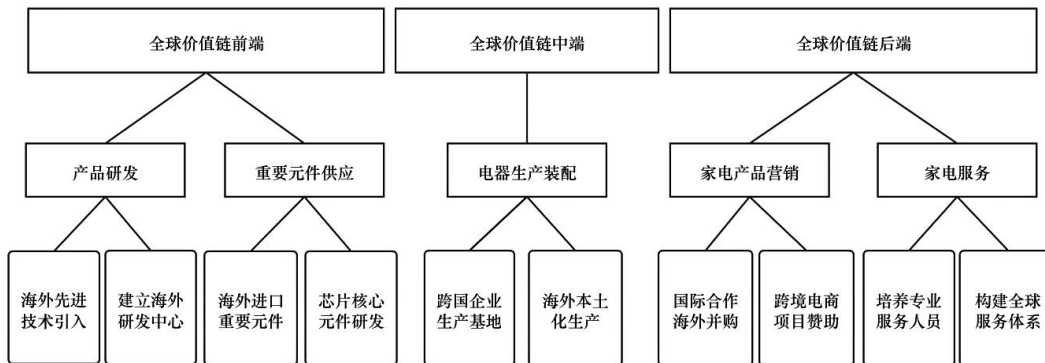 全球价值链前端
全球价值链中端
全球价值链后端
产品研发
重要元件供应
电器生产装配
家电产品营销
家电服务
海外先进
技术引入
建立海外
研发中心
海外进口
重要元件
芯片核心
元件研发
跨国企业
生产基地
海外本土
化生产
国际合作
海外并购
跨境电商
项目赞助
培养专业
服务人员
构建全球
服务体系